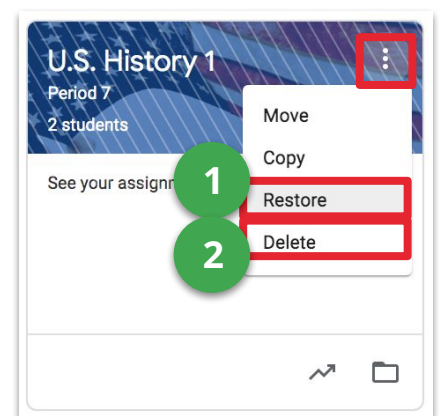 U.S. History 1
Period 7
2 students
Move
Copy
See your assignm
1
Restore
2
Delete